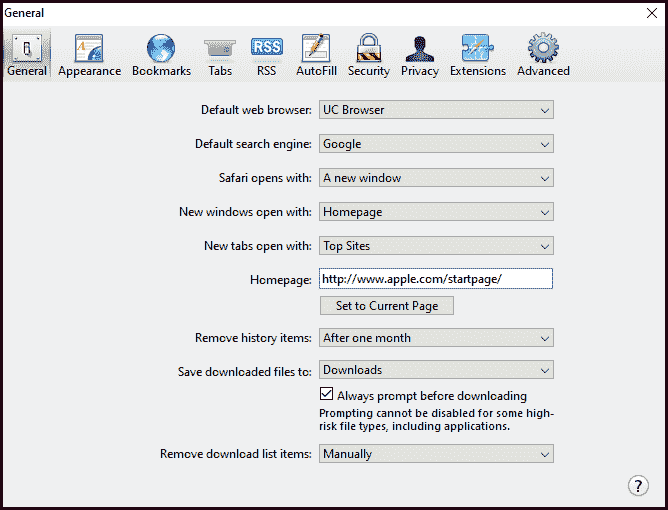 General
RSS
General Appearance Bookmarks Tabs RSS AutoFill Security Privacy Extensions Advanced
Default web browser: UC Browser
Default search engine: Google
Safari opens with: A new window
New windows open with: Homepage
New tabs open with: Top Sites
Homepage: http://www.apple.com/startpage/
Set to Current Page
Remove history items: After one month
Save downloaded files to: Downloads
Always prompt before downloading
Prompting cannot be disabled for some high-
risk file types, including applications.
Remove download list items: Manually
?